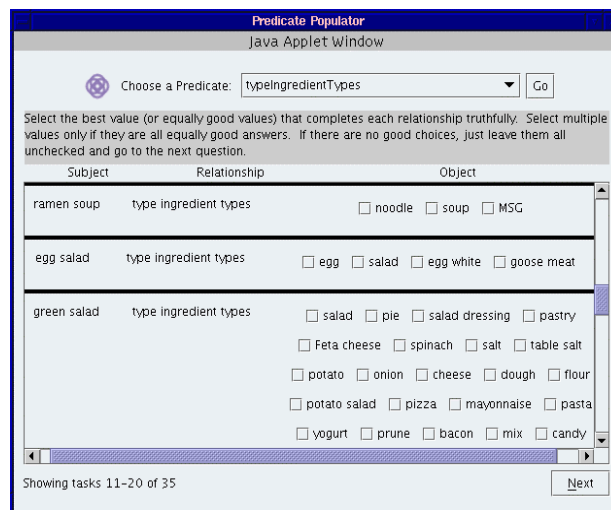 Predicate Populator
Java Applet Window
Choose a Predicate: typeIngredientTypes Go
Select the best value (or equally good values) that completes each relationship truthfully. Select multiple
values only if they are all equally good answers. If there are no good choices, just leave them all
unchecked and go to the next question.
Subject Relationship Object
ramen soup type ingredient types noodle soup MSG
egg salad type ingredient types egg salad egg white goose meat
green salad type ingredient types salad pie salad dressing pastry
Feta cheese spinach salt table salt
potato onion cheese dough flour
potato salad pizza mayonnaise pasta
yogurt prune bacon mix candy
Showing tasks 11-20 of 35 Next